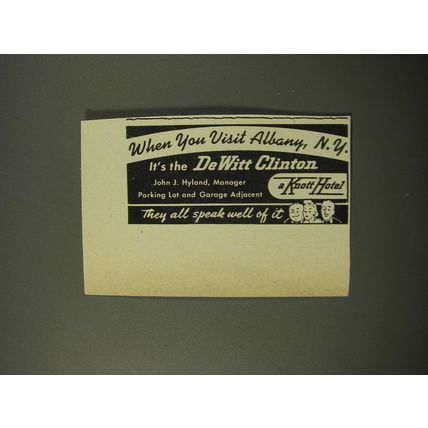 When You Visit Albany, N.Y.
It's the DeWitt Clinton
John J. Hyland, Manager
Parking Lot and Garage Adjacent
a Knott Hotel
They all speak well of it